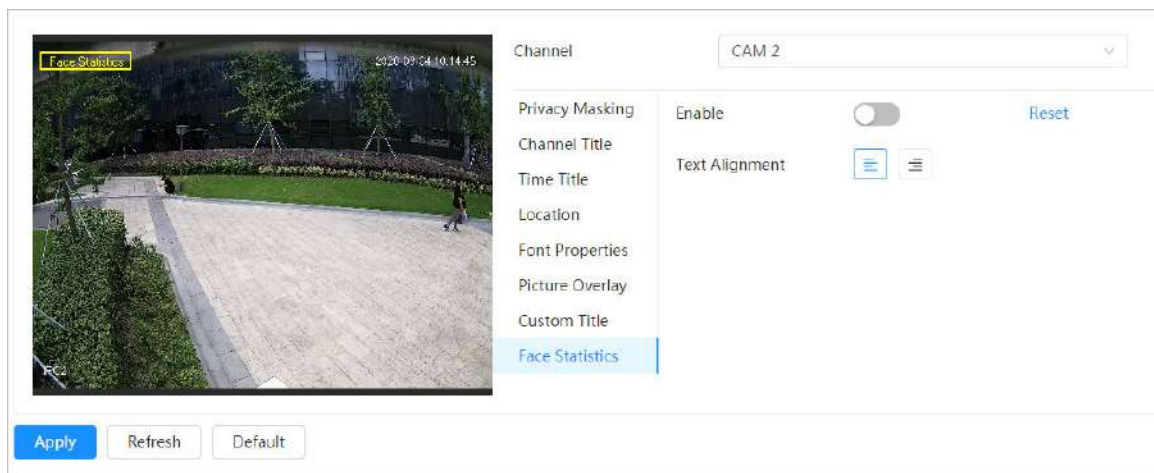 Face Statistics
2020-09-04 10:14:45
IPC2
Channel
CAM 2
Privacy Masking
Channel Title
Time Title
Location
Font Properties
Picture Overlay
Custom Title
Face Statistics
Enable
Reset
Text Alignment
Apply
Refresh
Default